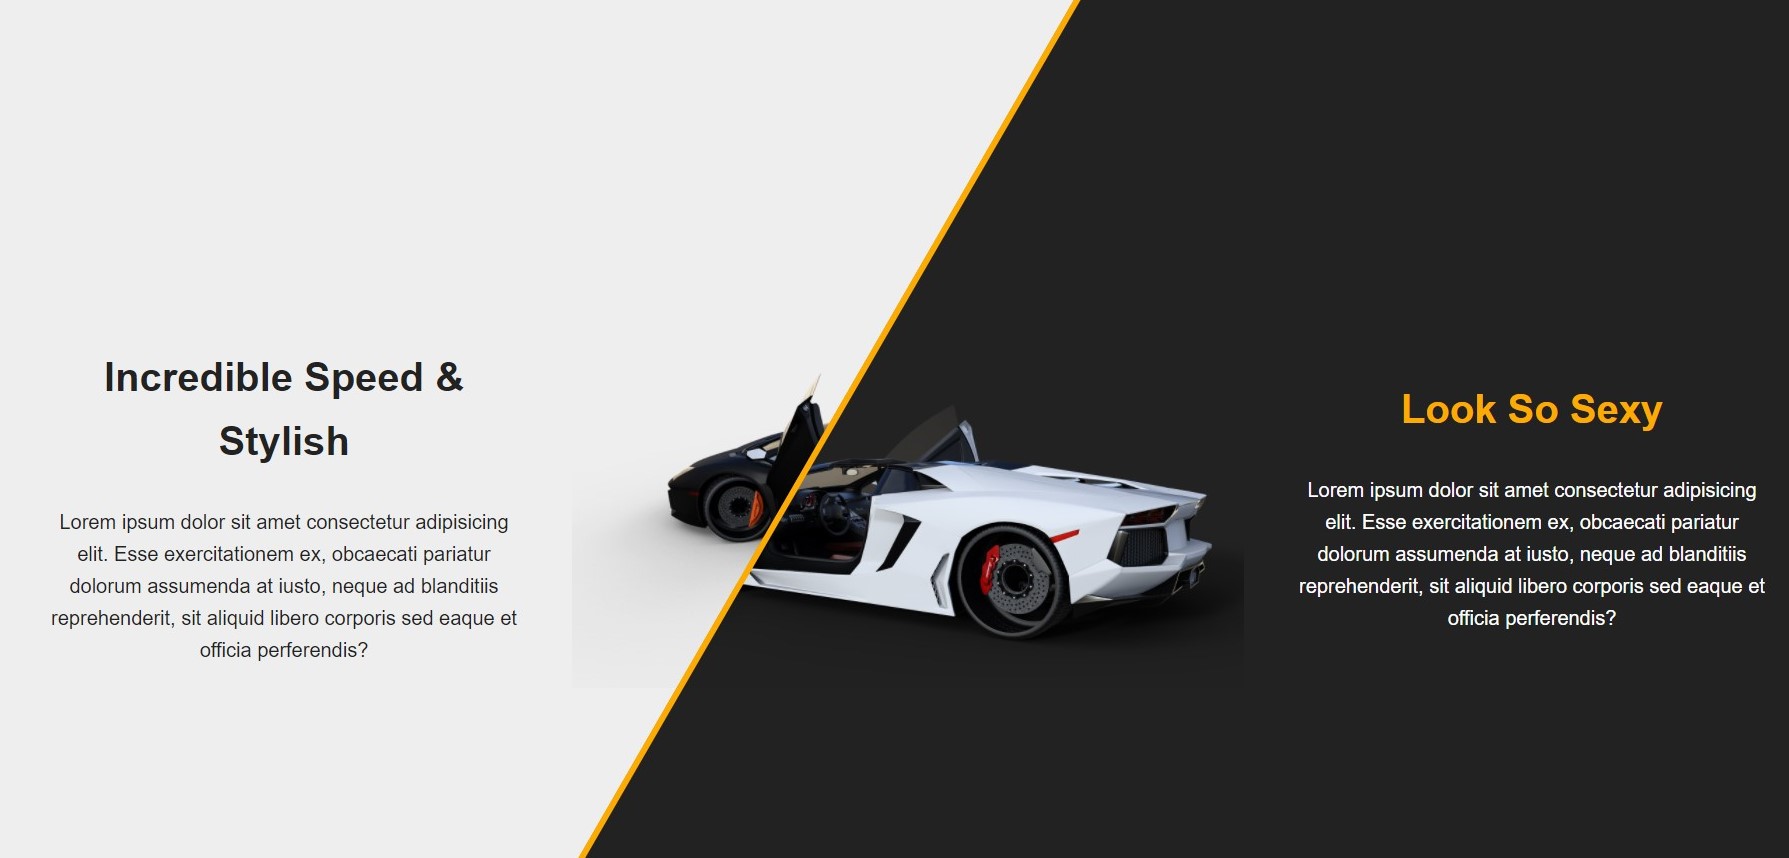 Incredible Speed &
Stylish
Lorem ipsum dolor sit amet consectetur adipisicing
elit. Esse exercitationem ex, obcaecati pariatur
dolorum assumenda at iusto, neque ad blanditiis
reprehenderit, sit aliquid libero corporis sed eaque et
officia perferendis?
Look So Sexy
Lorem ipsum dolor sit amet consectetur adipisicing
elit. Esse exercitationem ex, obcaecati pariatur
dolorum assumenda at iusto, neque ad blanditiis
reprehenderit, sit aliquid libero corporis sed eaque et
officia perferendis?